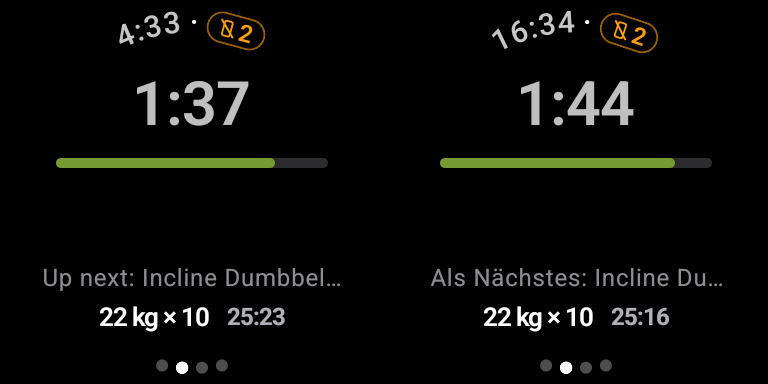 4:33 · 2
1:37
Up next: Incline Dumbbel…
22 kg × 10 25:23
16:34 · 2
1:44
Als Nächstes: Incline Du…
22 kg × 10 25:16